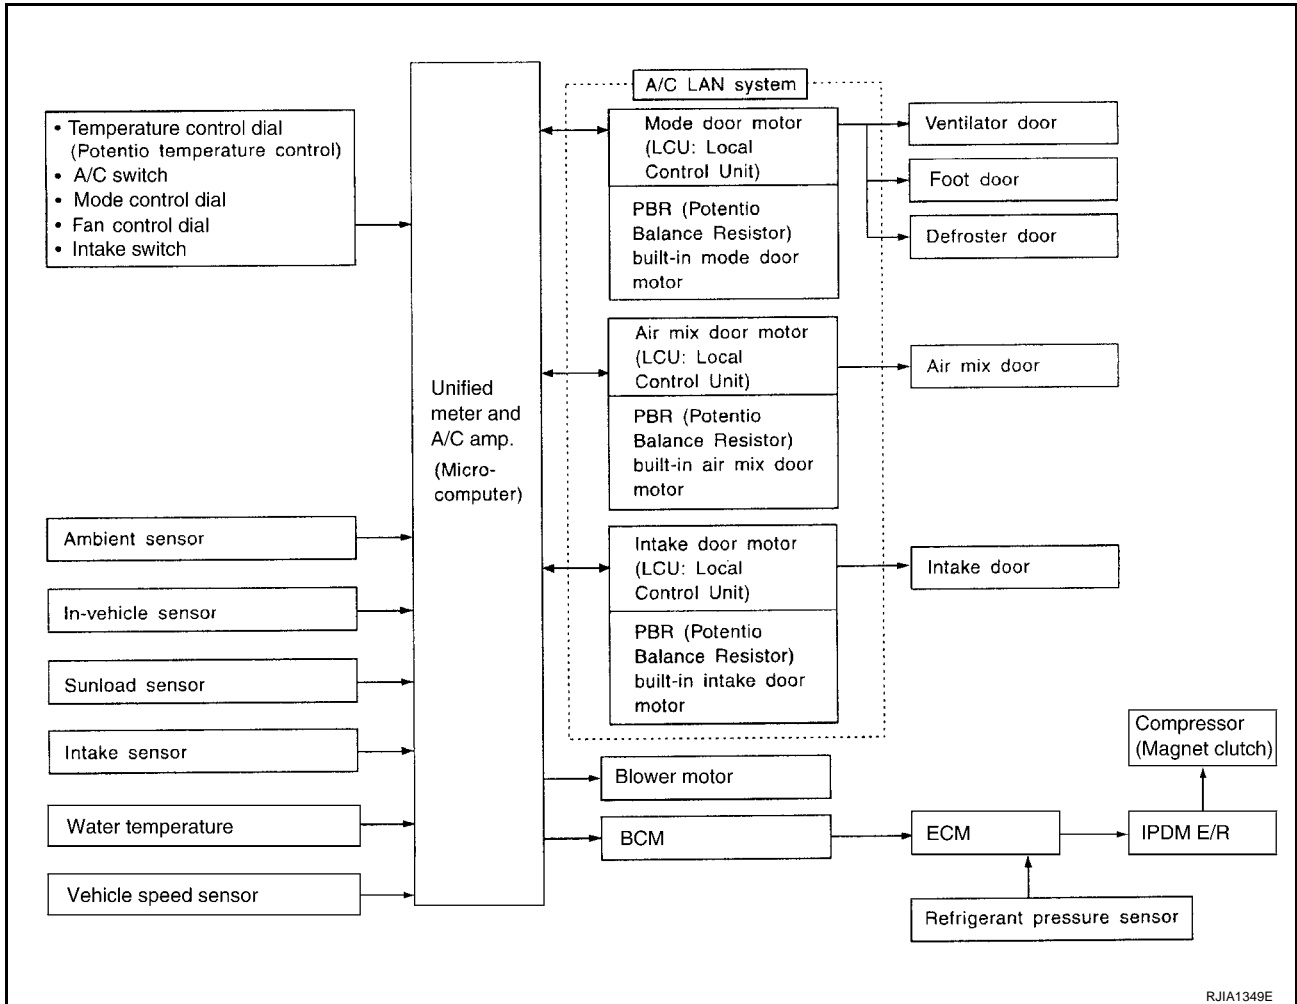 • Temperature control dial
(Potentio temperature control)
• A/C switch
• Mode control dial
• Fan control dial
• Intake switch
Ambient sensor
In-vehicle sensor
Sunload sensor
Intake sensor
Water temperature
Vehicle speed sensor
Unified
meter and
A/C amp.
(Micro-
computer)
A/C LAN system
Mode door motor
(LCU: Local
Control Unit)
PBR (Potentio
Balance Resistor)
built-in mode door
motor
Air mix door motor
(LCU: Local
Control Unit)
PBR (Potentio
Balance Resistor)
built-in air mix door
motor
Intake door motor
(LCU: Local
Control Unit)
PBR (Potentio
Balance Resistor)
built-in intake door
motor
Blower motor
BCM
Ventilator door
Foot door
Defroster door
Air mix door
Intake door
Compressor
(Magnet clutch)
ECM
IPDM E/R
Refrigerant pressure sensor
RJIA1349E